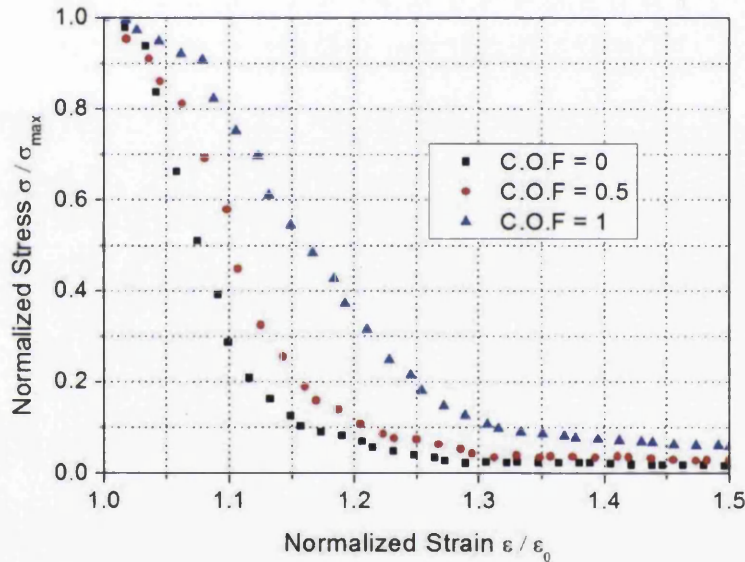 1.0
0.8
0.6
0.4
0.2
0.0
Normalized Stress σ / σmax
C.O.F = 0
C.O.F = 0.5
C.O.F = 1
1.0 1.1 1.2 1.3 1.4 1.5
Normalized Strain ε / ε0